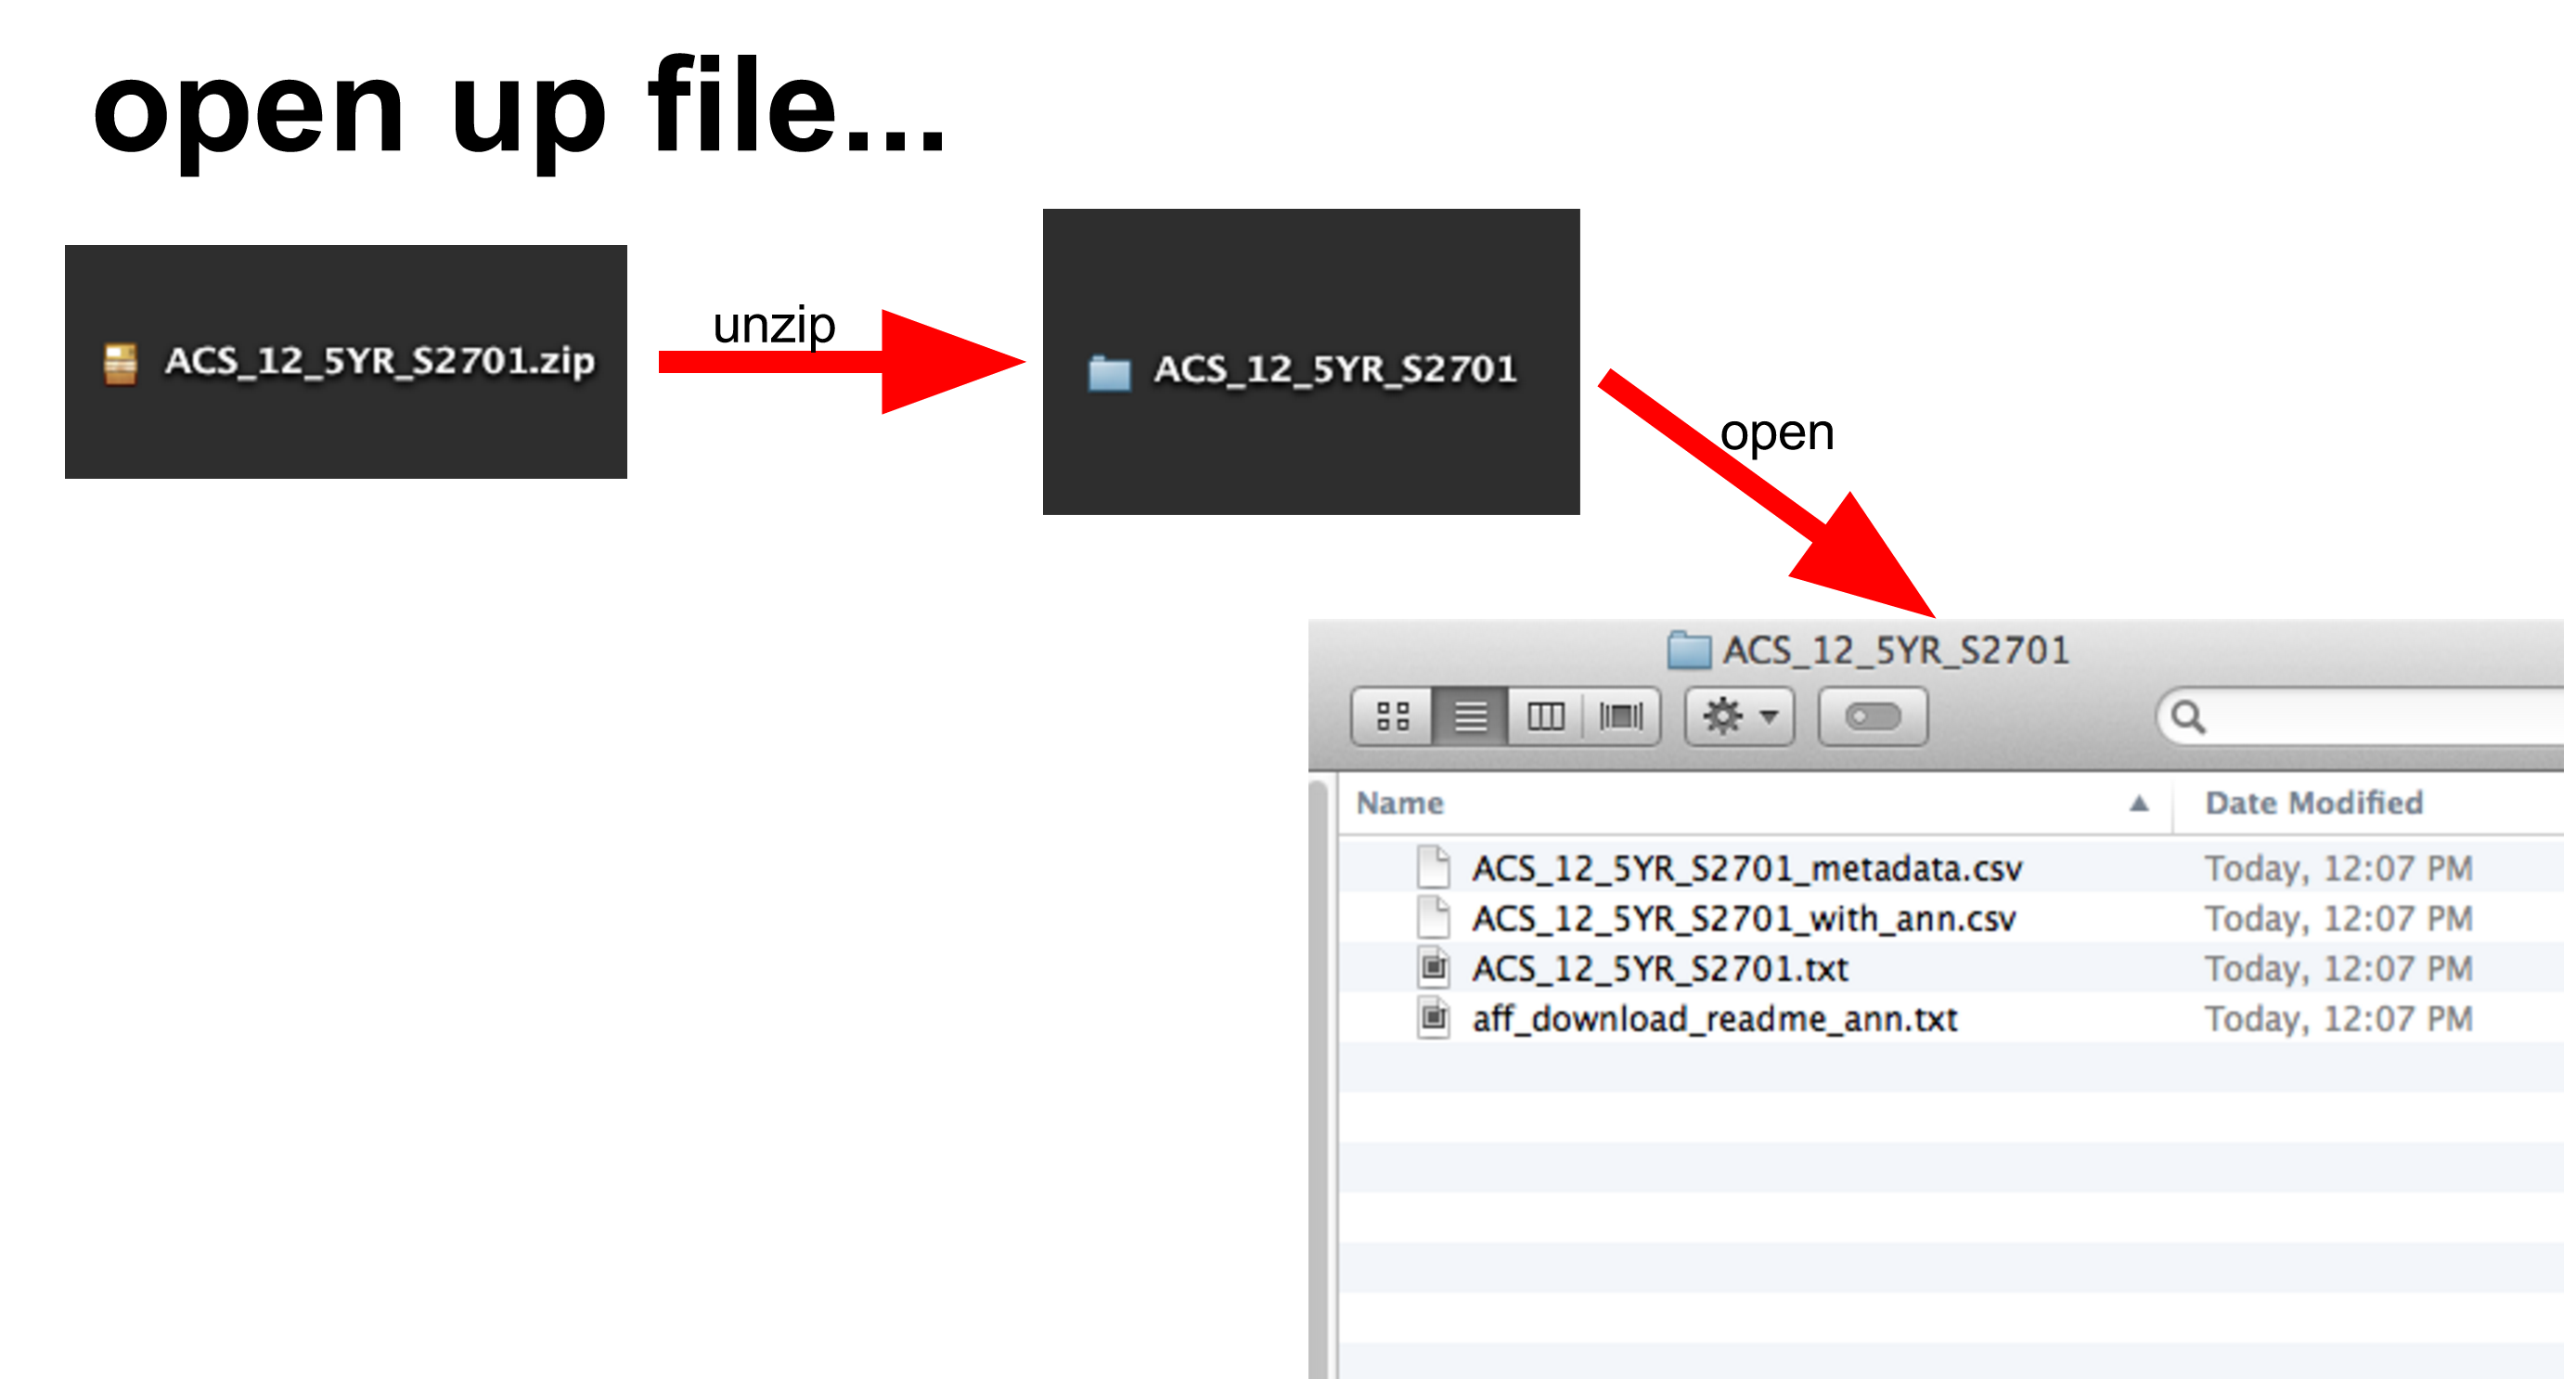 open up file...
ACS_12_5YR_S2701.zip
unzip
ACS_12_5YR_S2701
open
ACS_12_5YR_S2701
Name Date Modified
ACS_12_5YR_S2701_metadata.csv Today, 12:07 PM
ACS_12_5YR_S2701_with_ann.csv Today, 12:07 PM
ACS_12_5YR_S2701.txt Today, 12:07 PM
aff_download_readme_ann.txt Today, 12:07 PM